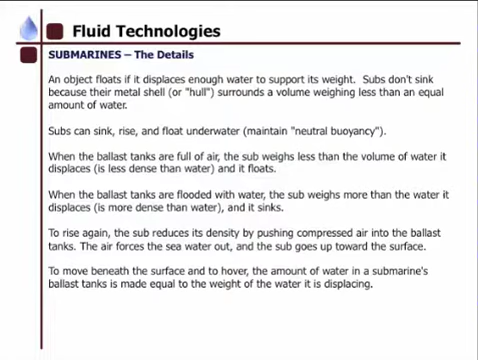 Fluid Technologies
SUBMARINES – The Details
An object floats if it displaces enough water to support its weight.  Subs don't sink
because their metal shell (or "hull") surrounds a volume weighing less than an equal
amount of water.
Subs can sink, rise, and float underwater (maintain "neutral buoyancy").
When the ballast tanks are full of air, the sub weighs less than the volume of water it
displaces (is less dense than water) and it floats.
When the ballast tanks are flooded with water, the sub weighs more than the water it
displaces (is more dense than water), and it sinks.
To rise again, the sub reduces its density by pushing compressed air into the ballast
tanks. The air forces the sea water out, and the sub goes up toward the surface.
To move beneath the surface and to hover, the amount of water in a submarine's
ballast tanks is made equal to the weight of the water it is displacing.